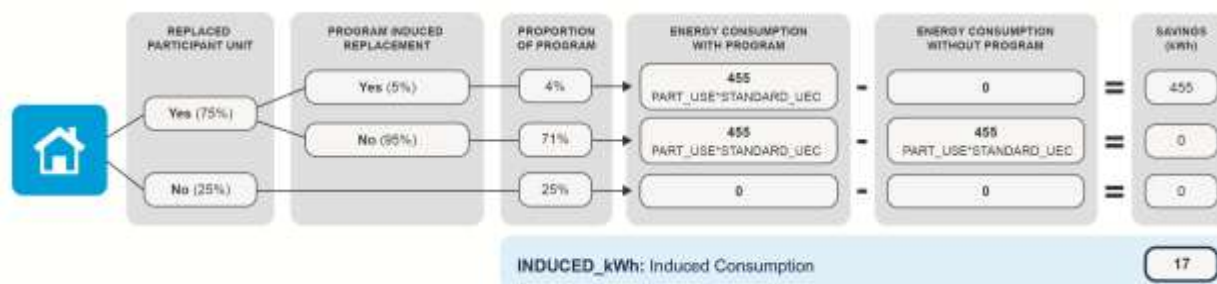 REPLACED PARTICIPANT UNIT
PROGRAM INDUCED REPLACEMENT
PROPORTION OF PROGRAM
ENERGY CONSUMPTION WITH PROGRAM
ENERGY CONSUMPTION WITHOUT PROGRAM
SAVINGS (kWh)
Yes (75%)
Yes (5%)
4%
455
PART_USE*STANDARD_UEC
-
0
=
455
No (95%)
71%
455
PART_USE*STANDARD_UEC
-
455
PART_USE*STANDARD_UEC
=
0
No (25%)
25%
0
-
0
=
0
INDUCED_kWh: Induced Consumption
17